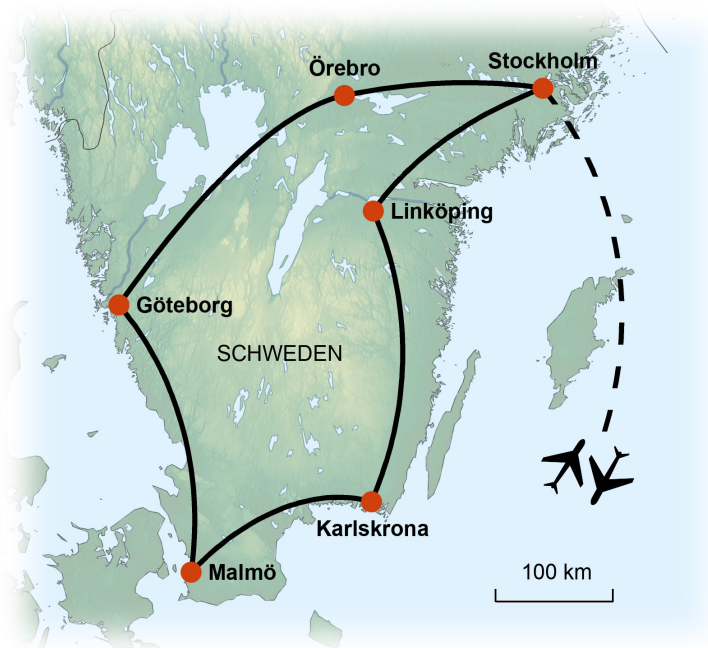 Örebro
Stockholm
Linköping
Göteborg
SCHWEDEN
Karlskrona
Malmö
100 km